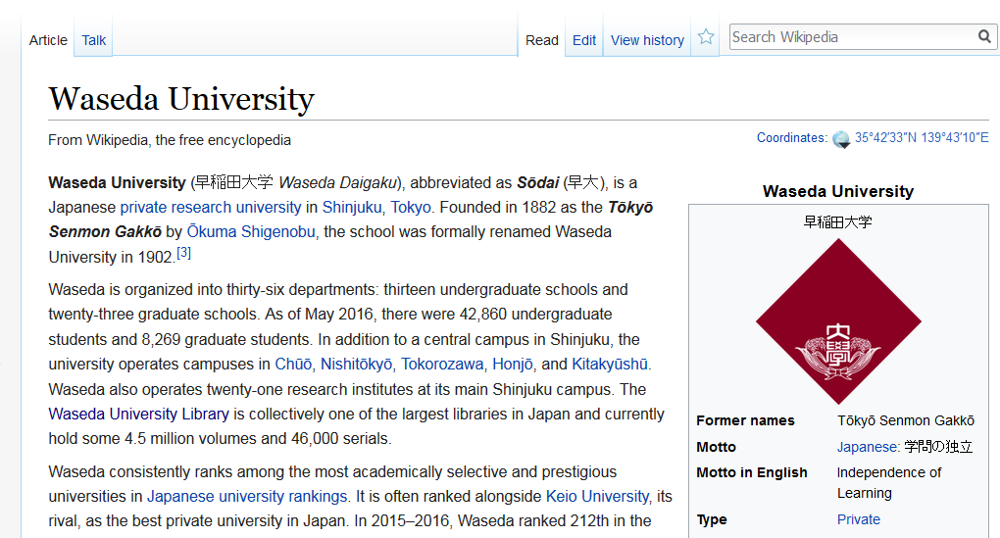 Article Talk Read Edit View history Search Wikipedia
Waseda University
From Wikipedia, the free encyclopedia
Coordinates: 35°42′33″N 139°43′10″E
Waseda University (早稲田大学 Waseda Daigaku), abbreviated as Sōdai (早大), is a
Japanese private research university in Shinjuku, Tokyo. Founded in 1882 as the Tōkyō
Senmon Gakkō by Ōkuma Shigenobu, the school was formally renamed Waseda
University in 1902.[3]
Waseda is organized into thirty-six departments: thirteen undergraduate schools and
twenty-three graduate schools. As of May 2016, there were 42,860 undergraduate
students and 8,269 graduate students. In addition to a central campus in Shinjuku, the
university operates campuses in Chūō, Nishitōkyō, Tokorozawa, Honjō, and Kitakyūshū.
Waseda also operates twenty-one research institutes at its main Shinjuku campus. The
Waseda University Library is collectively one of the largest libraries in Japan and currently
hold some 4.5 million volumes and 46,000 serials.
Waseda consistently ranks among the most academically selective and prestigious
universities in Japanese university rankings. It is often ranked alongside Keio University, its
rival, as the best private university in Japan. In 2015–2016, Waseda ranked 212th in the
Waseda University
早稲田大学
大學
Former names Tōkyō Senmon Gakkō
Motto Japanese: 学問の独立
Motto in English Independence of
Learning
Type Private